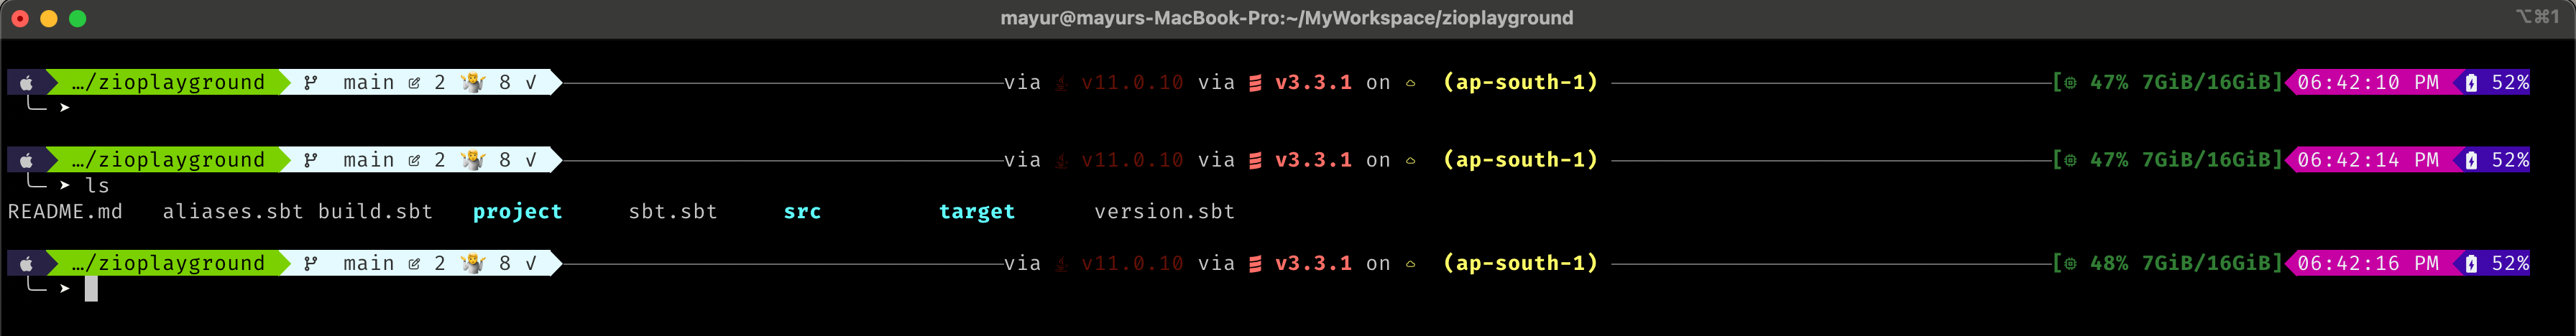 mayur@mayurs-MacBook-Pro:~/MyWorkspace/zioplayground ⌥⌘1
…/zioplayground main 2 🤷 8 √ via v11.0.10 via v3.3.1 on (ap-south-1) [ 47% 7GiB/16GiB] 06:42:10 PM 52%
╰─ ➤
…/zioplayground main 2 🤷 8 √ via v11.0.10 via v3.3.1 on (ap-south-1) [ 47% 7GiB/16GiB] 06:42:14 PM 52%
╰─ ➤ ls
README.md aliases.sbt build.sbt project sbt.sbt src target version.sbt
…/zioplayground main 2 🤷 8 √ via v11.0.10 via v3.3.1 on (ap-south-1) [ 48% 7GiB/16GiB] 06:42:16 PM 52%
╰─ ➤